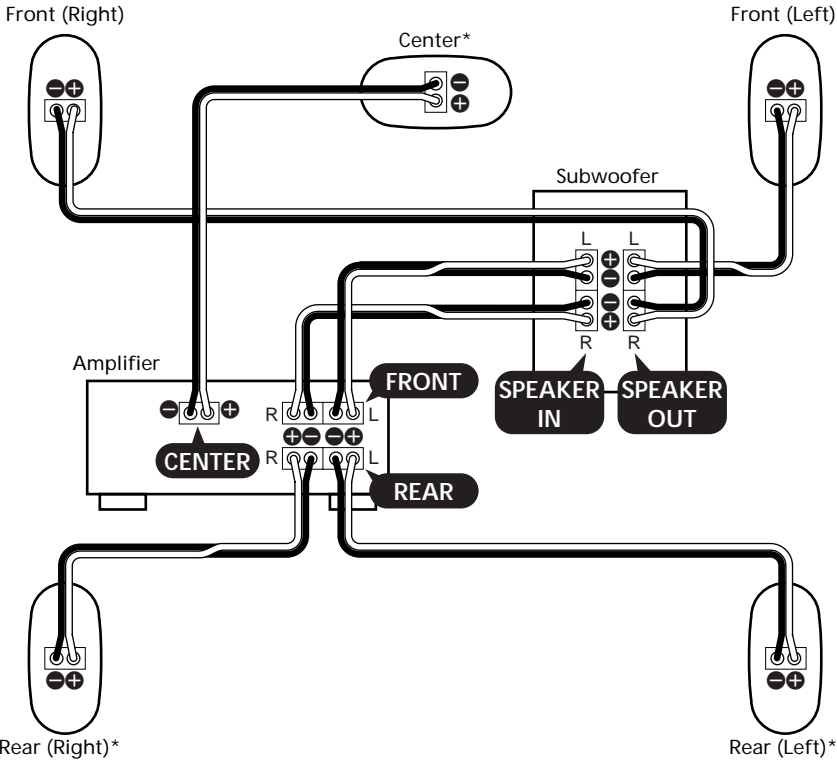 Front (Right)
Front (Left)
Center*
Subwoofer
L L
Amplifier
R R
FRONT
SPEAKER IN
SPEAKER OUT
R L
CENTER
R L
REAR
Rear (Right)*
Rear (Left)*